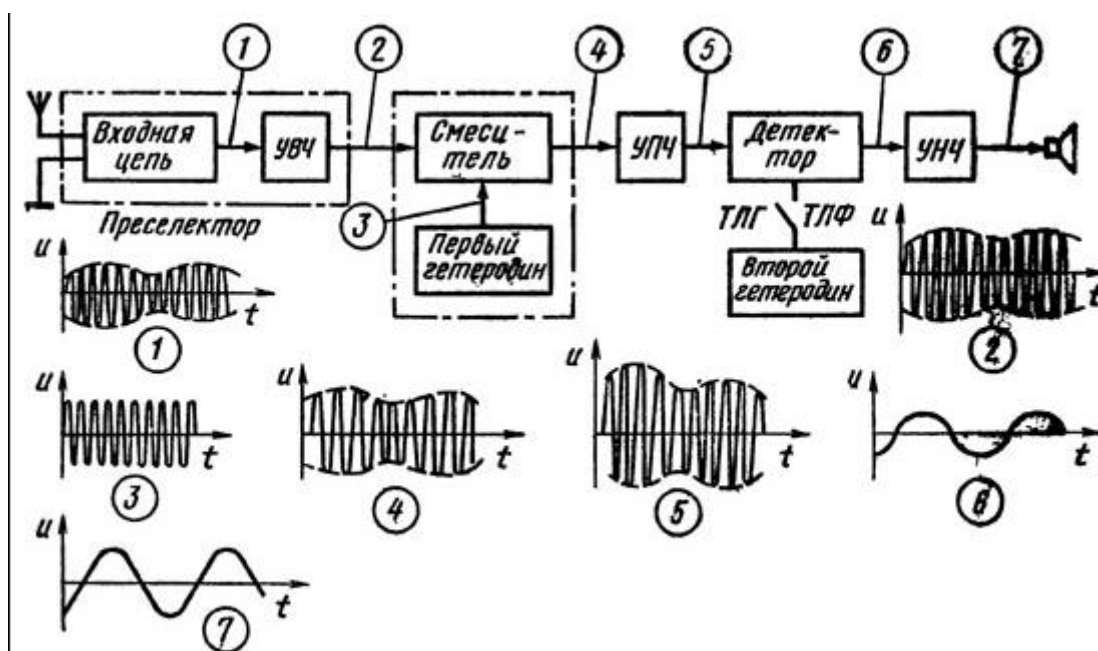 1
2
4
5
6
7
Входная
цепь
УВЧ
Смеси-
тель
УПЧ
Детек-
тор
УНЧ
Преселектор
3
Первый
гетеродин
ТЛГ
ТЛФ
Второй
гетеродин
u
t
1
u
t
2
u
t
3
u
t
4
u
t
5
u
t
6
u
t
7